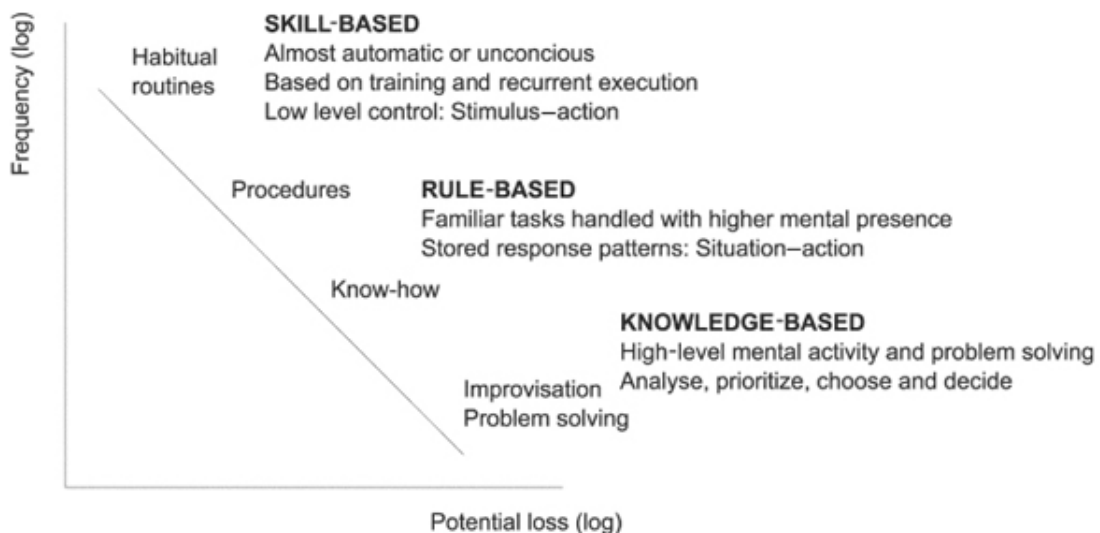 Frequency (log)
SKILL-BASED
Habitual
routines
Almost automatic or unconcious
Based on training and recurrent execution
Low level control: Stimulus–action
Procedures
RULE-BASED
Familiar tasks handled with higher mental presence
Stored response patterns: Situation–action
Know-how
KNOWLEDGE-BASED
High-level mental activity and problem solving
Analyse, prioritize, choose and decide
Improvisation
Problem solving
Potential loss (log)